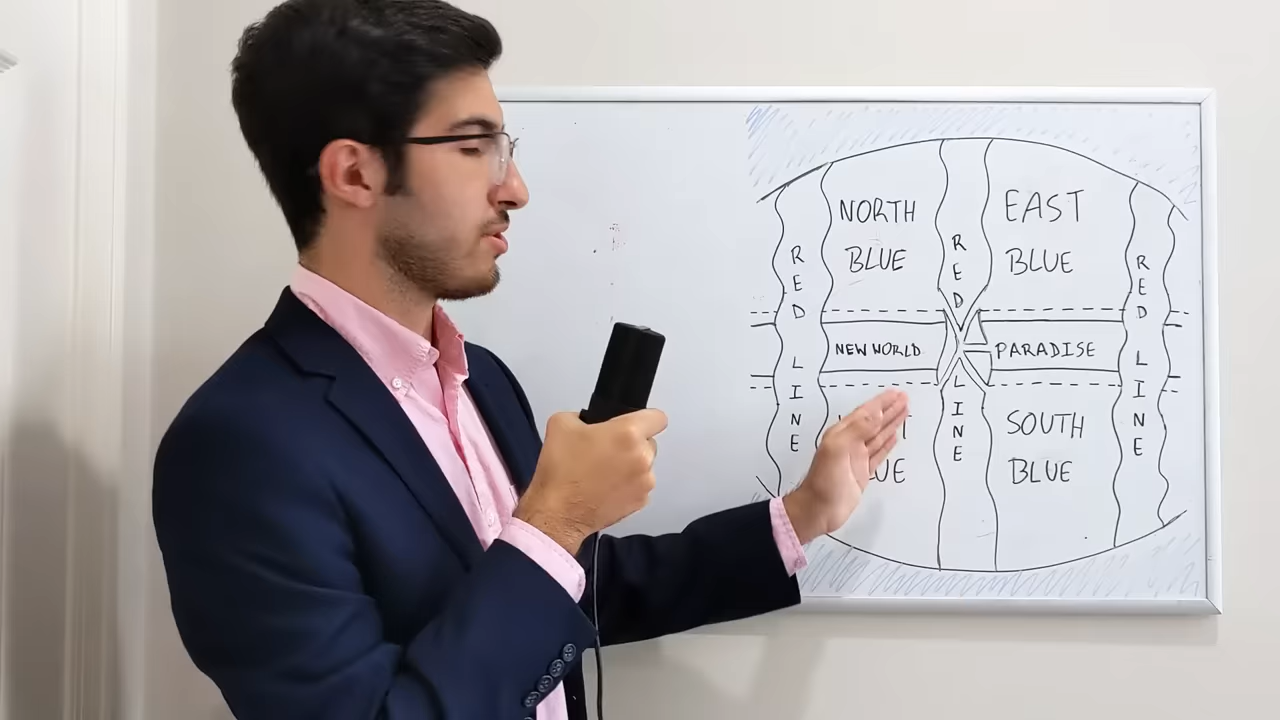 NORTH
BLUE
EAST
BLUE
RED LINE
RED LINE
RED LINE
NEW WORLD
PARADISE
SOUTH
BLUE